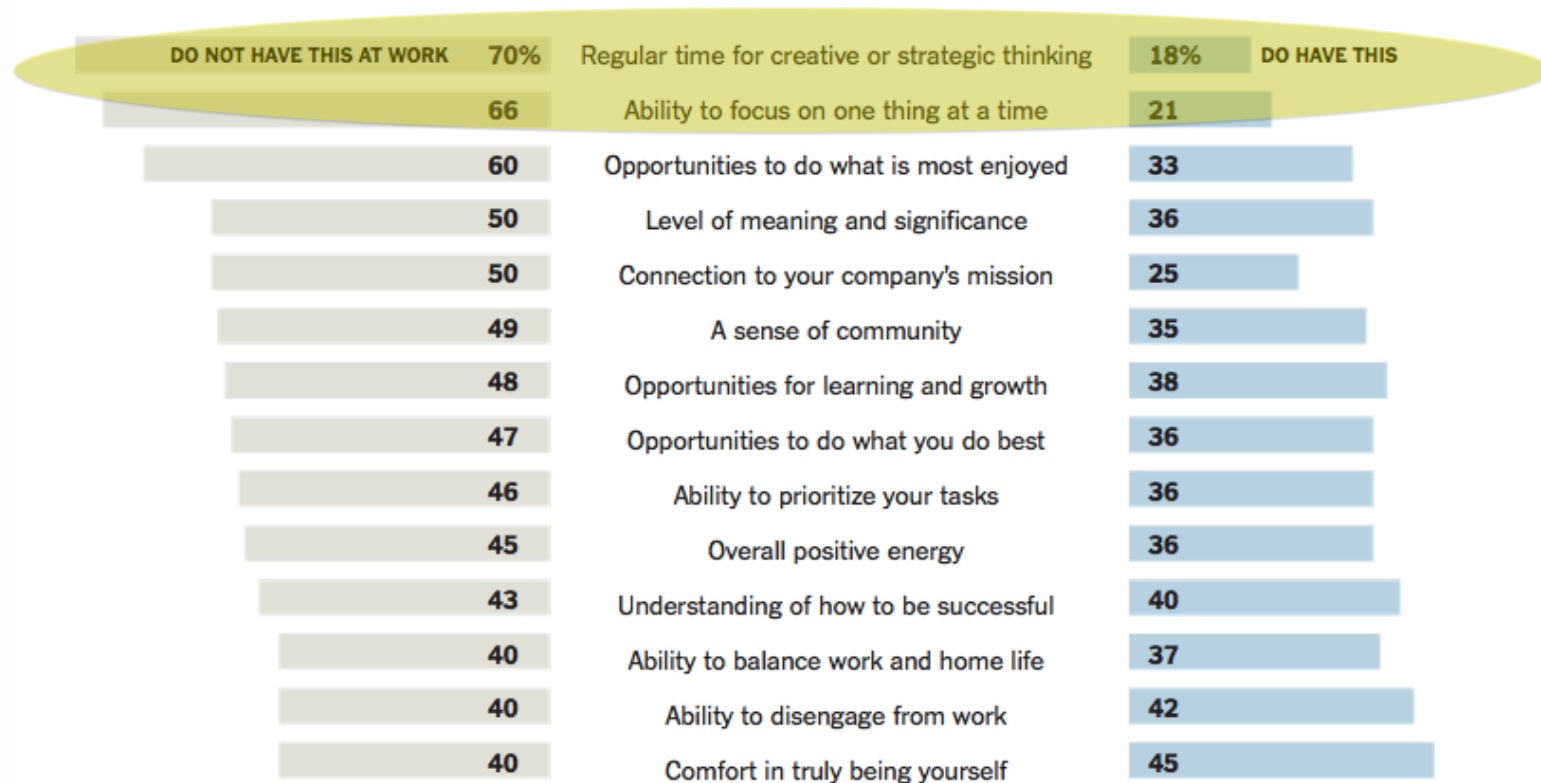 DO NOT HAVE THIS AT WORK 70% Regular time for creative or strategic thinking 18% DO HAVE THIS
66 Ability to focus on one thing at a time 21
60 Opportunities to do what is most enjoyed 33
50 Level of meaning and significance 36
50 Connection to your company's mission 25
49 A sense of community 35
48 Opportunities for learning and growth 38
47 Opportunities to do what you do best 36
46 Ability to prioritize your tasks 36
45 Overall positive energy 36
43 Understanding of how to be successful 40
40 Ability to balance work and home life 37
40 Ability to disengage from work 42
40 Comfort in truly being yourself 45